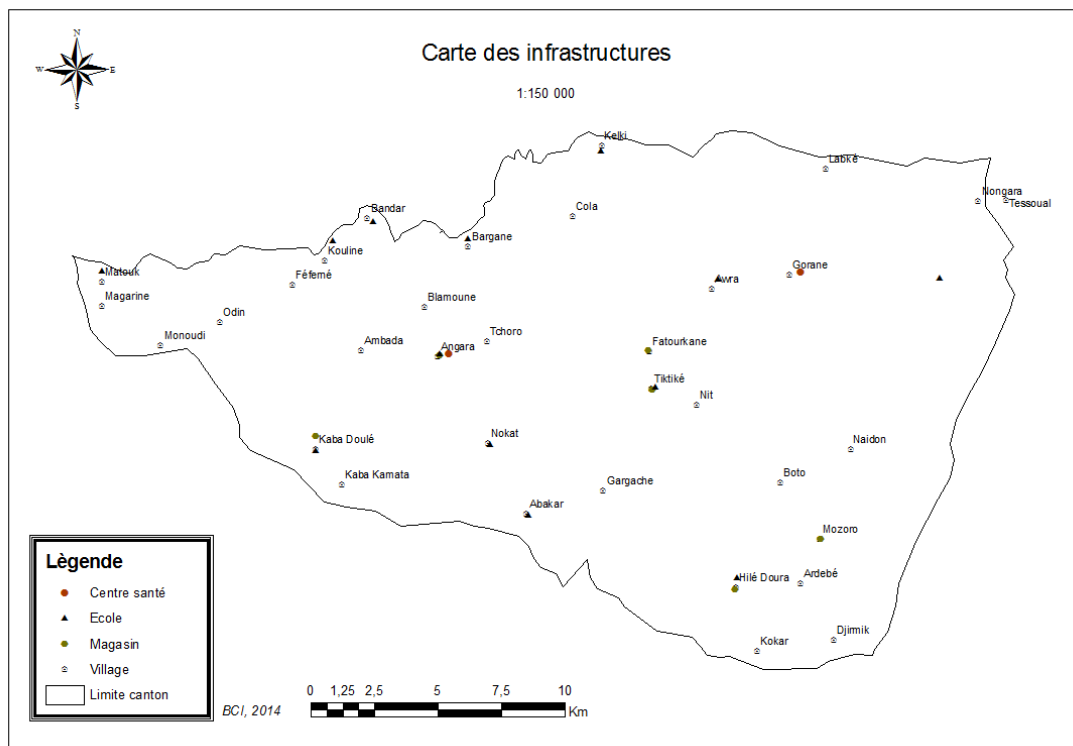 Carte des infrastructures
1:150 000
N
W
E
S
Kelki
Labké
Nongara
Tessoual
Bandar
Cola
Bargane
Kouline
Matouk
Féfemé
Gorane
Awra
Magarine
Odin
Blamoune
Monoudi
Ambada
Tchoro
Angara
Fatourkane
Tiktiké
Nit
Kaba Doulé
Nokat
Naidon
Kaba Kamata
Gargache
Boto
Abakar
Mozoro
Hilé Doura
Ardebé
Kokar
Djirmik
Lègende
Centre santé
Ecole
Magasin
Village
Limite canton
BCI, 2014
0 1,25 2,5 5 7,5 10
Km